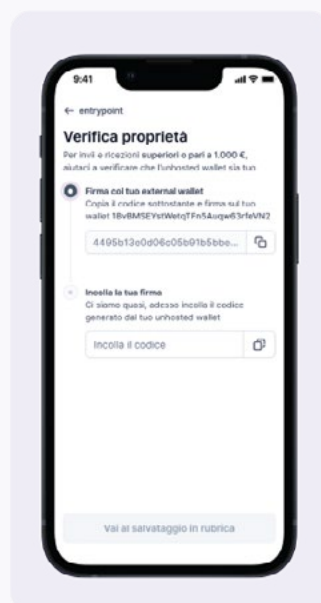 9:41
← entrypoint
Verifica proprietà
Per invii e ricezioni superiori o pari a 1.000 €,
aiutaci a verificare che l'unhosted wallet sia tuo
Firma col tuo external wallet
Copia il codice sottostante e firma sul tuo
wallet 1BvBMSEYstWetqTFn5Au4m4GFg7xJaNVN2
4495b13e0d06c05b91b5bbe...
Incolla la tua firma
Ci siamo quasi, adesso incolla il codice
generato dal tuo unhosted wallet
Incolla il codice
Vai al salvataggio in rubrica